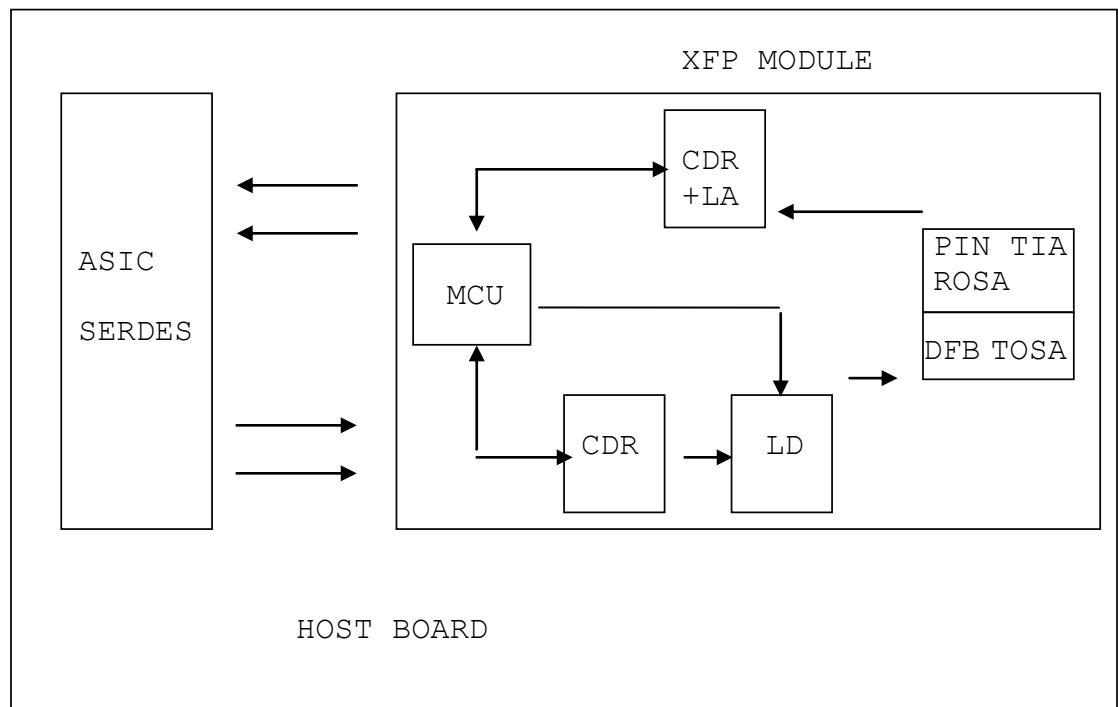 XFP MODULE
ASIC
SERDES
CDR
+LA
MCU
PIN TIA
ROSA
DFB TOSA
CDR
LD
HOST BOARD